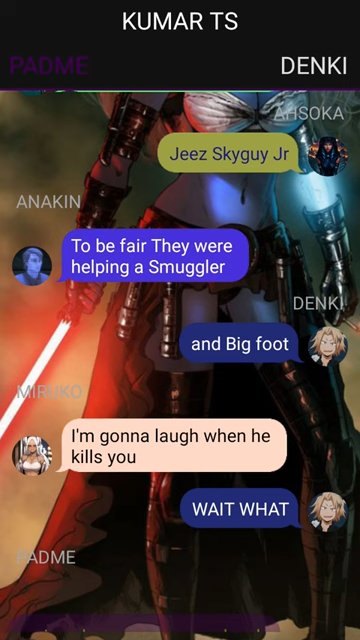 KUMAR TS
PADME
DENKI
AHSOKA
Jeez Skyguy Jr
ANAKIN
To be fair They were
helping a Smuggler
DENKI
and Big foot
MIRUKO
I'm gonna laugh when he
kills you
WAIT WHAT
PADME